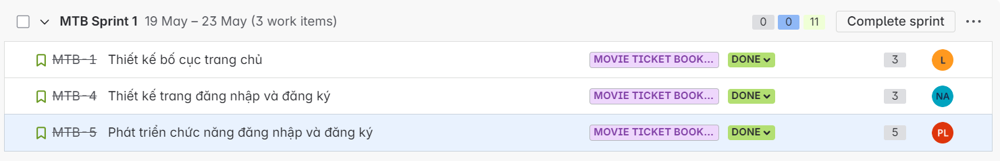 MTB Sprint 1 19 May – 23 May (3 work items) 0 0 11 Complete sprint
MTB-1 Thiết kế bố cục trang chủ MOVIE TICKET BOOK... DONE 3 L
MTB-4 Thiết kế trang đăng nhập và đăng ký MOVIE TICKET BOOK... DONE 3 NA
MTB-5 Phát triển chức năng đăng nhập và đăng ký MOVIE TICKET BOOK... DONE 5 PL